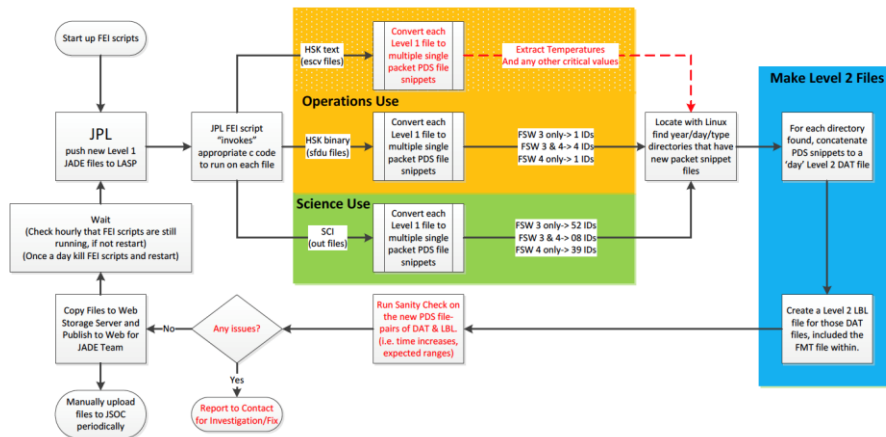 Start up FEI scripts
JPL
push new Level 1
JADE files to LASP
JPL FEI script
"invokes"
appropriate c code
to run on each file
HSK text
(escv files)
Convert each
Level 1 file to
multiple single
packet PDS file
snippets
Extract Temperatures
And any other critical values
Operations Use
HSK binary
(sfdu files)
Convert each
Level 1 file to
multiple single
packet PDS file
snippets
FSW 3 only-> 1 IDs
FSW 3 & 4-> 4 IDs
FSW 4 only-> 1 IDs
Science Use
SCI
(out files)
Convert each
Level 1 file to
multiple single
packet PDS file
snippets
FSW 3 only-> 52 IDs
FSW 3 & 4-> 08 IDs
FSW 4 only-> 39 IDs
Locate with Linux
find year/day/type
directories that have
new packet snippet
files
Make Level 2 Files
For each directory
found, concatenate
PDS snippets to
a 'day' Level 2 DAT file
Create a Level 2 LBL
file for those DAT
files, included the
FMT file within.
Run Sanity Check on
the new PDS file-
pairs of DAT & LBL.
(i.e. time increases,
expected ranges)
Any issues?
No
Yes
Report to Contact
for Investigation/Fix
Copy Files to Web
Storage Server and
Publish to Web for
JADE Team
Manually upload
files to JSOC
periodically
Wait
(Check hourly that FEI scripts are still
running, if not restart)
(Once a day kill FEI scripts and restart)